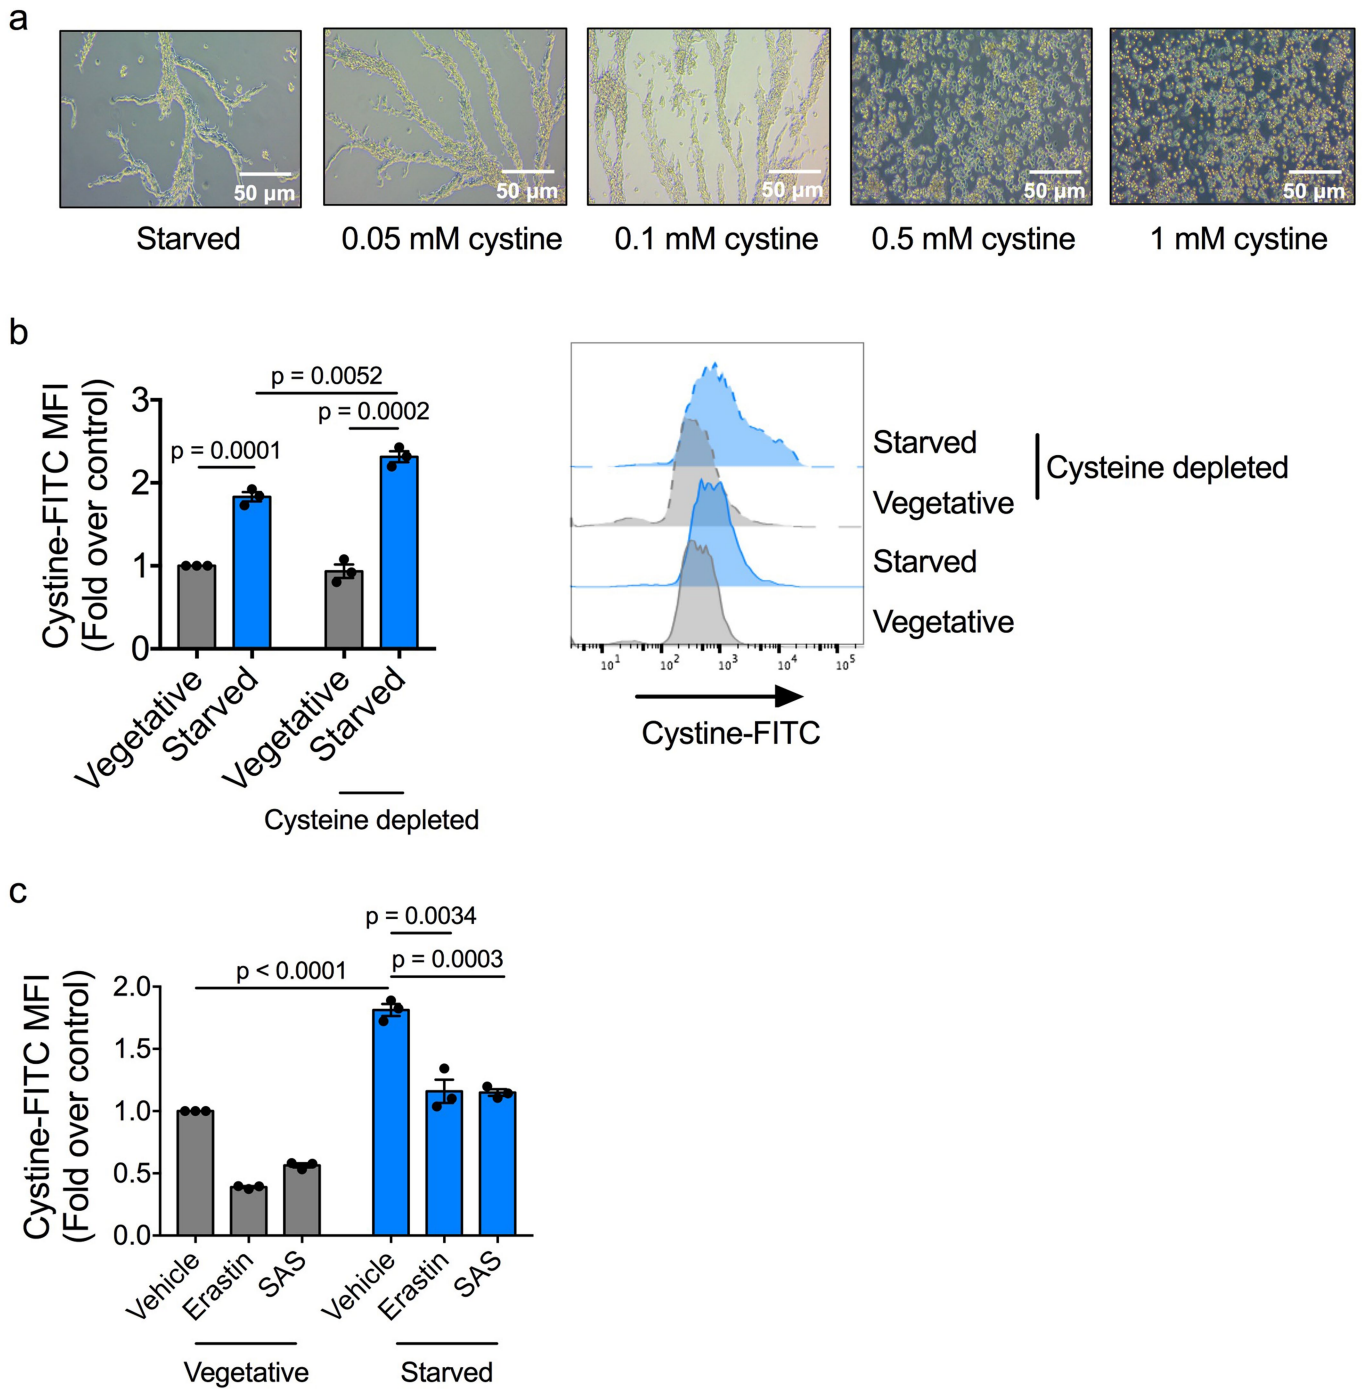 a
50 µm
50 µm
50 µm
50 µm
50 µm
Starved
0.05 mM cystine
0.1 mM cystine
0.5 mM cystine
1 mM cystine
b
Cystine-FITC MFI
(Fold over control)
3
2
1
0
p = 0.0052
p = 0.0002
p = 0.0001
Vegetative
Starved
Vegetative
Starved
Cysteine depleted
Starved
Vegetative
Starved
Vegetative
Cysteine depleted
10¹
10²
10³
10⁴
10⁵
Cystine-FITC
c
Cystine-FITC MFI
(Fold over control)
2.0
1.5
1.0
0.5
0.0
p = 0.0034
p = 0.0003
p < 0.0001
Vehicle
Erastin
SAS
Vehicle
Erastin
SAS
Vegetative
Starved